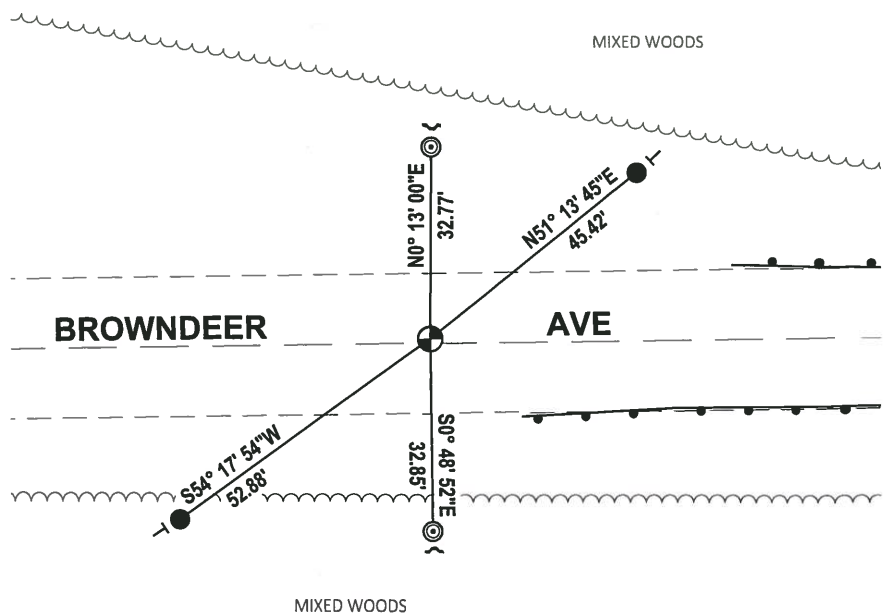 MIXED WOODS
N0° 13' 00"E
32.77'
N51° 13' 45"E
45.42'
BROWNDEER AVE
S54° 17' 54"W
52.88'
S0° 48' 52"E
32.85'
MIXED WOODS